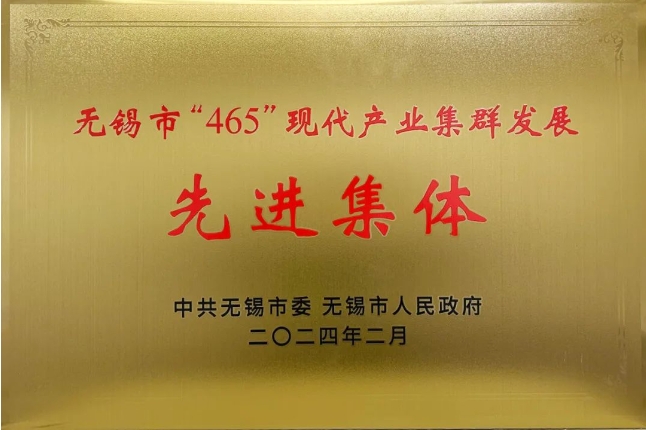 无锡市“465”现代产业集群发展
先进集体
中共无锡市委 无锡市人民政府
二〇二四年二月